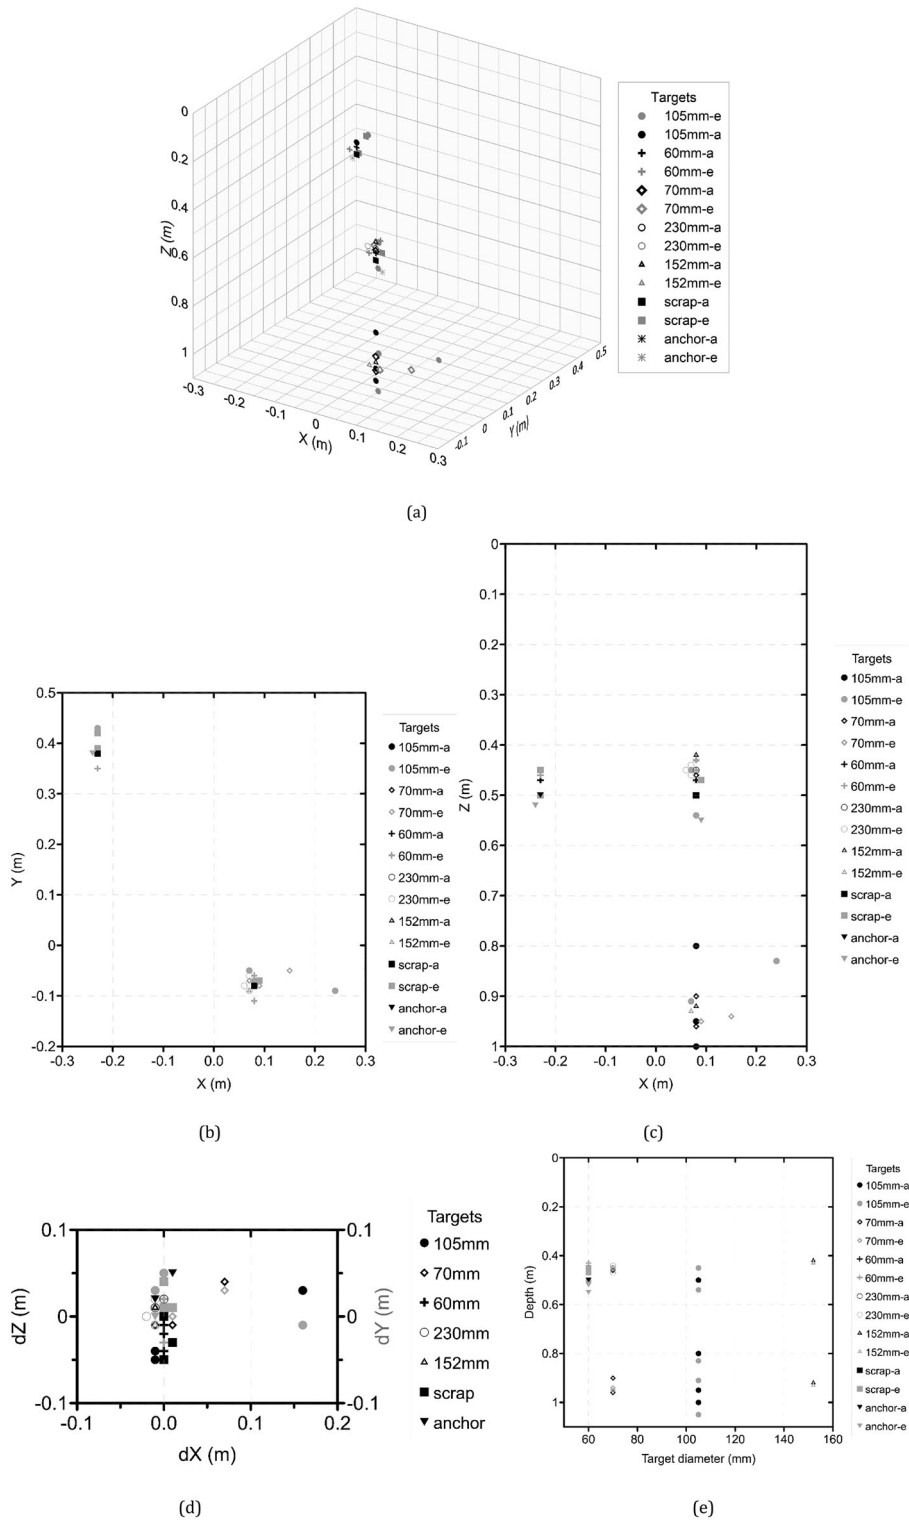 Targets
105mm-e
105mm-a
60mm-a
60mm-e
70mm-a
70mm-e
230mm-a
230mm-e
152mm-a
152mm-e
scrap-a
scrap-e
anchor-a
anchor-e
0
0.2
0.4
0.6
0.8
1
Z (m)
-0.3
-0.2
-0.1
0
0.1
0.2
0.3
X (m)
-0.1
0
0.1
0.2
0.3
0.4
0.5
Y (m)
(a)
0.5
0.4
0.3
0.2
0.1
0
-0.1
-0.2
Y (m)
-0.3
-0.2
-0.1
0.0
0.1
0.2
0.3
X (m)
Targets
105mm-a
105mm-e
70mm-a
70mm-e
60mm-a
60mm-e
230mm-a
230mm-e
152mm-a
152mm-e
scrap-a
scrap-e
anchor-a
anchor-e
(b)
0
0.1
0.2
0.3
0.4
0.5
0.6
0.7
0.8
0.9
1
Z (m)
-0.3
-0.2
-0.1
0.0
0.1
0.2
0.3
X (m)
Targets
105mm-a
105mm-e
70mm-a
70mm-e
60mm-a
60mm-e
230mm-a
230mm-e
152mm-a
152mm-e
scrap-a
scrap-e
anchor-a
anchor-e
(c)
0.1
0
-0.1
dZ (m)
-0.1
0.0
0.1
0.2
dX (m)
0.1
0
-0.1
dY (m)
Targets
105mm
70mm
60mm
230mm
152mm
scrap
anchor
(d)
0
0.2
0.4
0.6
0.8
1
Depth (m)
60
80
100
120
140
160
Target diameter (mm)
Targets
105mm-a
105mm-e
70mm-a
70mm-e
60mm-a
60mm-e
230mm-a
230mm-e
152mm-a
152mm-e
scrap-a
scrap-e
anchor-a
anchor-e
(e)